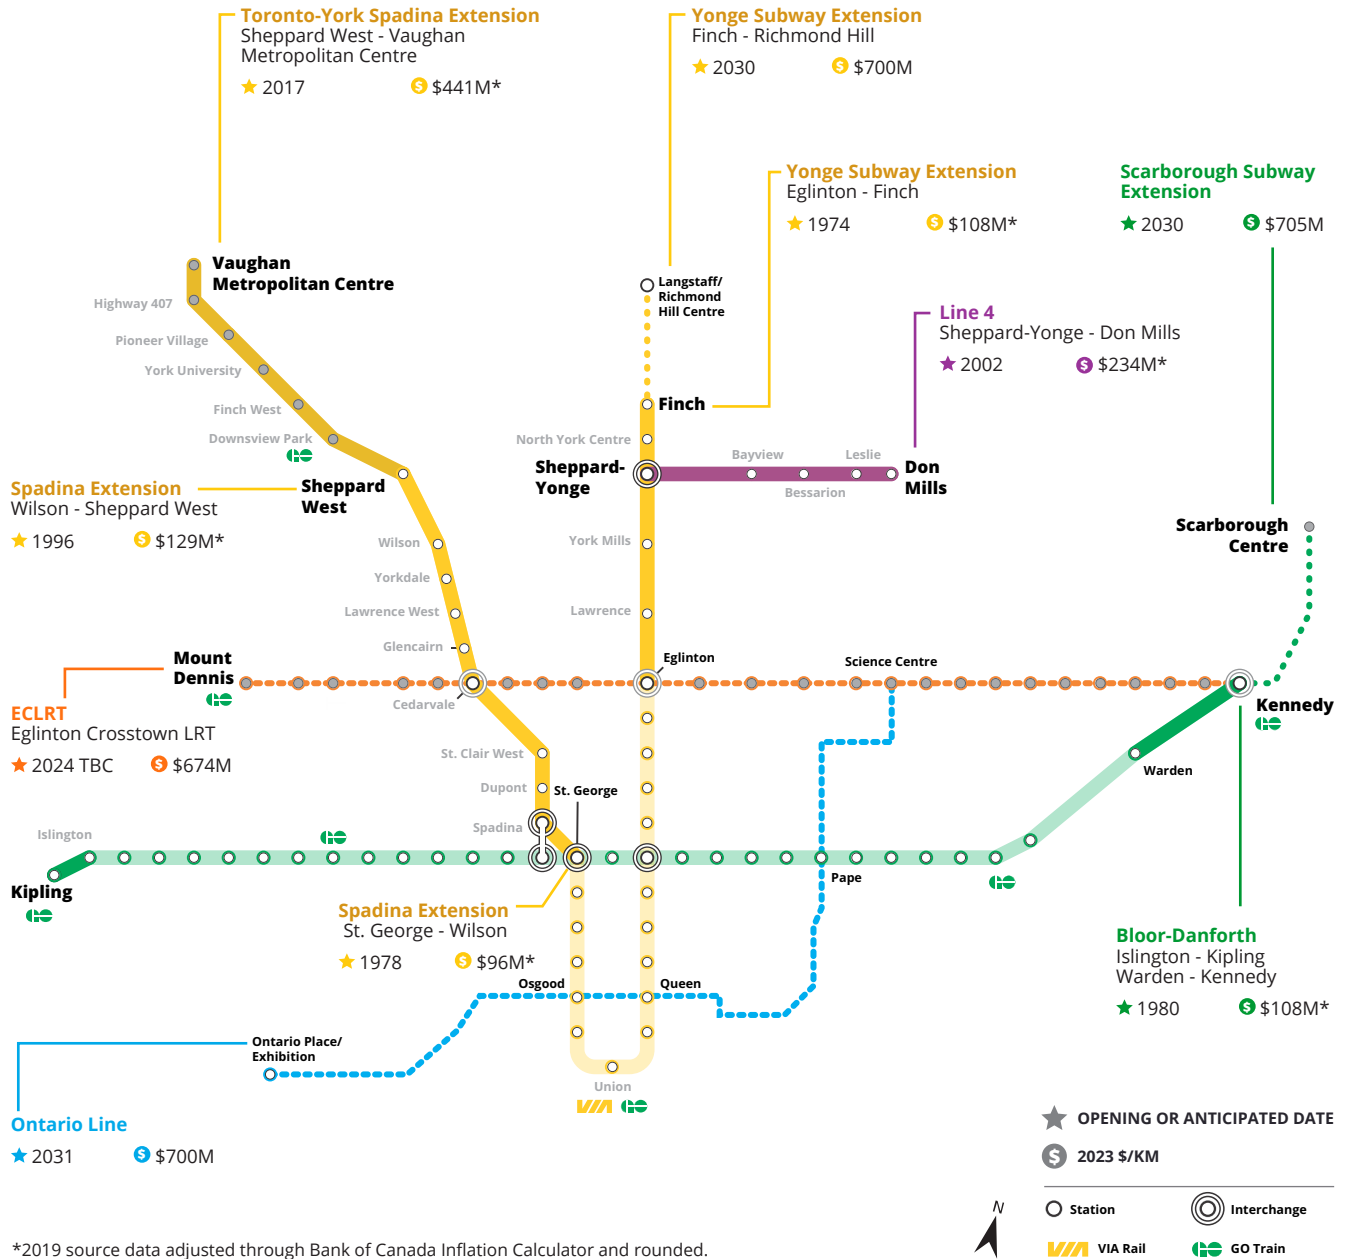 Toronto-York Spadina Extension
Sheppard West - Vaughan
Metropolitan Centre
2017 $ $441M*
Yonge Subway Extension
Finch - Richmond Hill
2030 $ $700M
Yonge Subway Extension
Eglinton - Finch
1974 $ $108M*
Scarborough Subway
Extension
2030 $ $705M
Vaughan
Metropolitan Centre
Highway 407
Pioneer Village
York University
Finch West
Downsview Park
Langstaff/
Richmond
Hill Centre
Line 4
Sheppard-Yonge - Don Mills
2002 $ $234M*
Finch
North York Centre
Sheppard-
Yonge
Bayview
Bessarion
Leslie
Don
Mills
Spadina Extension
Wilson - Sheppard West
1996 $ $129M*
Sheppard
West
Scarborough
Centre
Wilson
Yorkdale
Lawrence West
Glencairn
York Mills
Lawrence
Mount
Dennis
Cedarvale
Eglinton
Science Centre
Kennedy
ECLRT
Eglinton Crosstown LRT
2024 TBC $ $674M
St. Clair West
Dupont
St. George
Spadina
Warden
Islington
Kipling
Pape
Spadina Extension
St. George - Wilson
1978 $ $96M*
Bloor-Danforth
Islington - Kipling
Warden - Kennedy
1980 $ $108M*
Osgood
Queen
Ontario Place/
Exhibition
Union
VIA GO
Ontario Line
2031 $ $700M
OPENING OR ANTICIPATED DATE
$ 2023 $/KM
Station
Interchange
N
VIA VIA Rail
GO GO Train
*2019 source data adjusted through Bank of Canada Inflation Calculator and rounded.